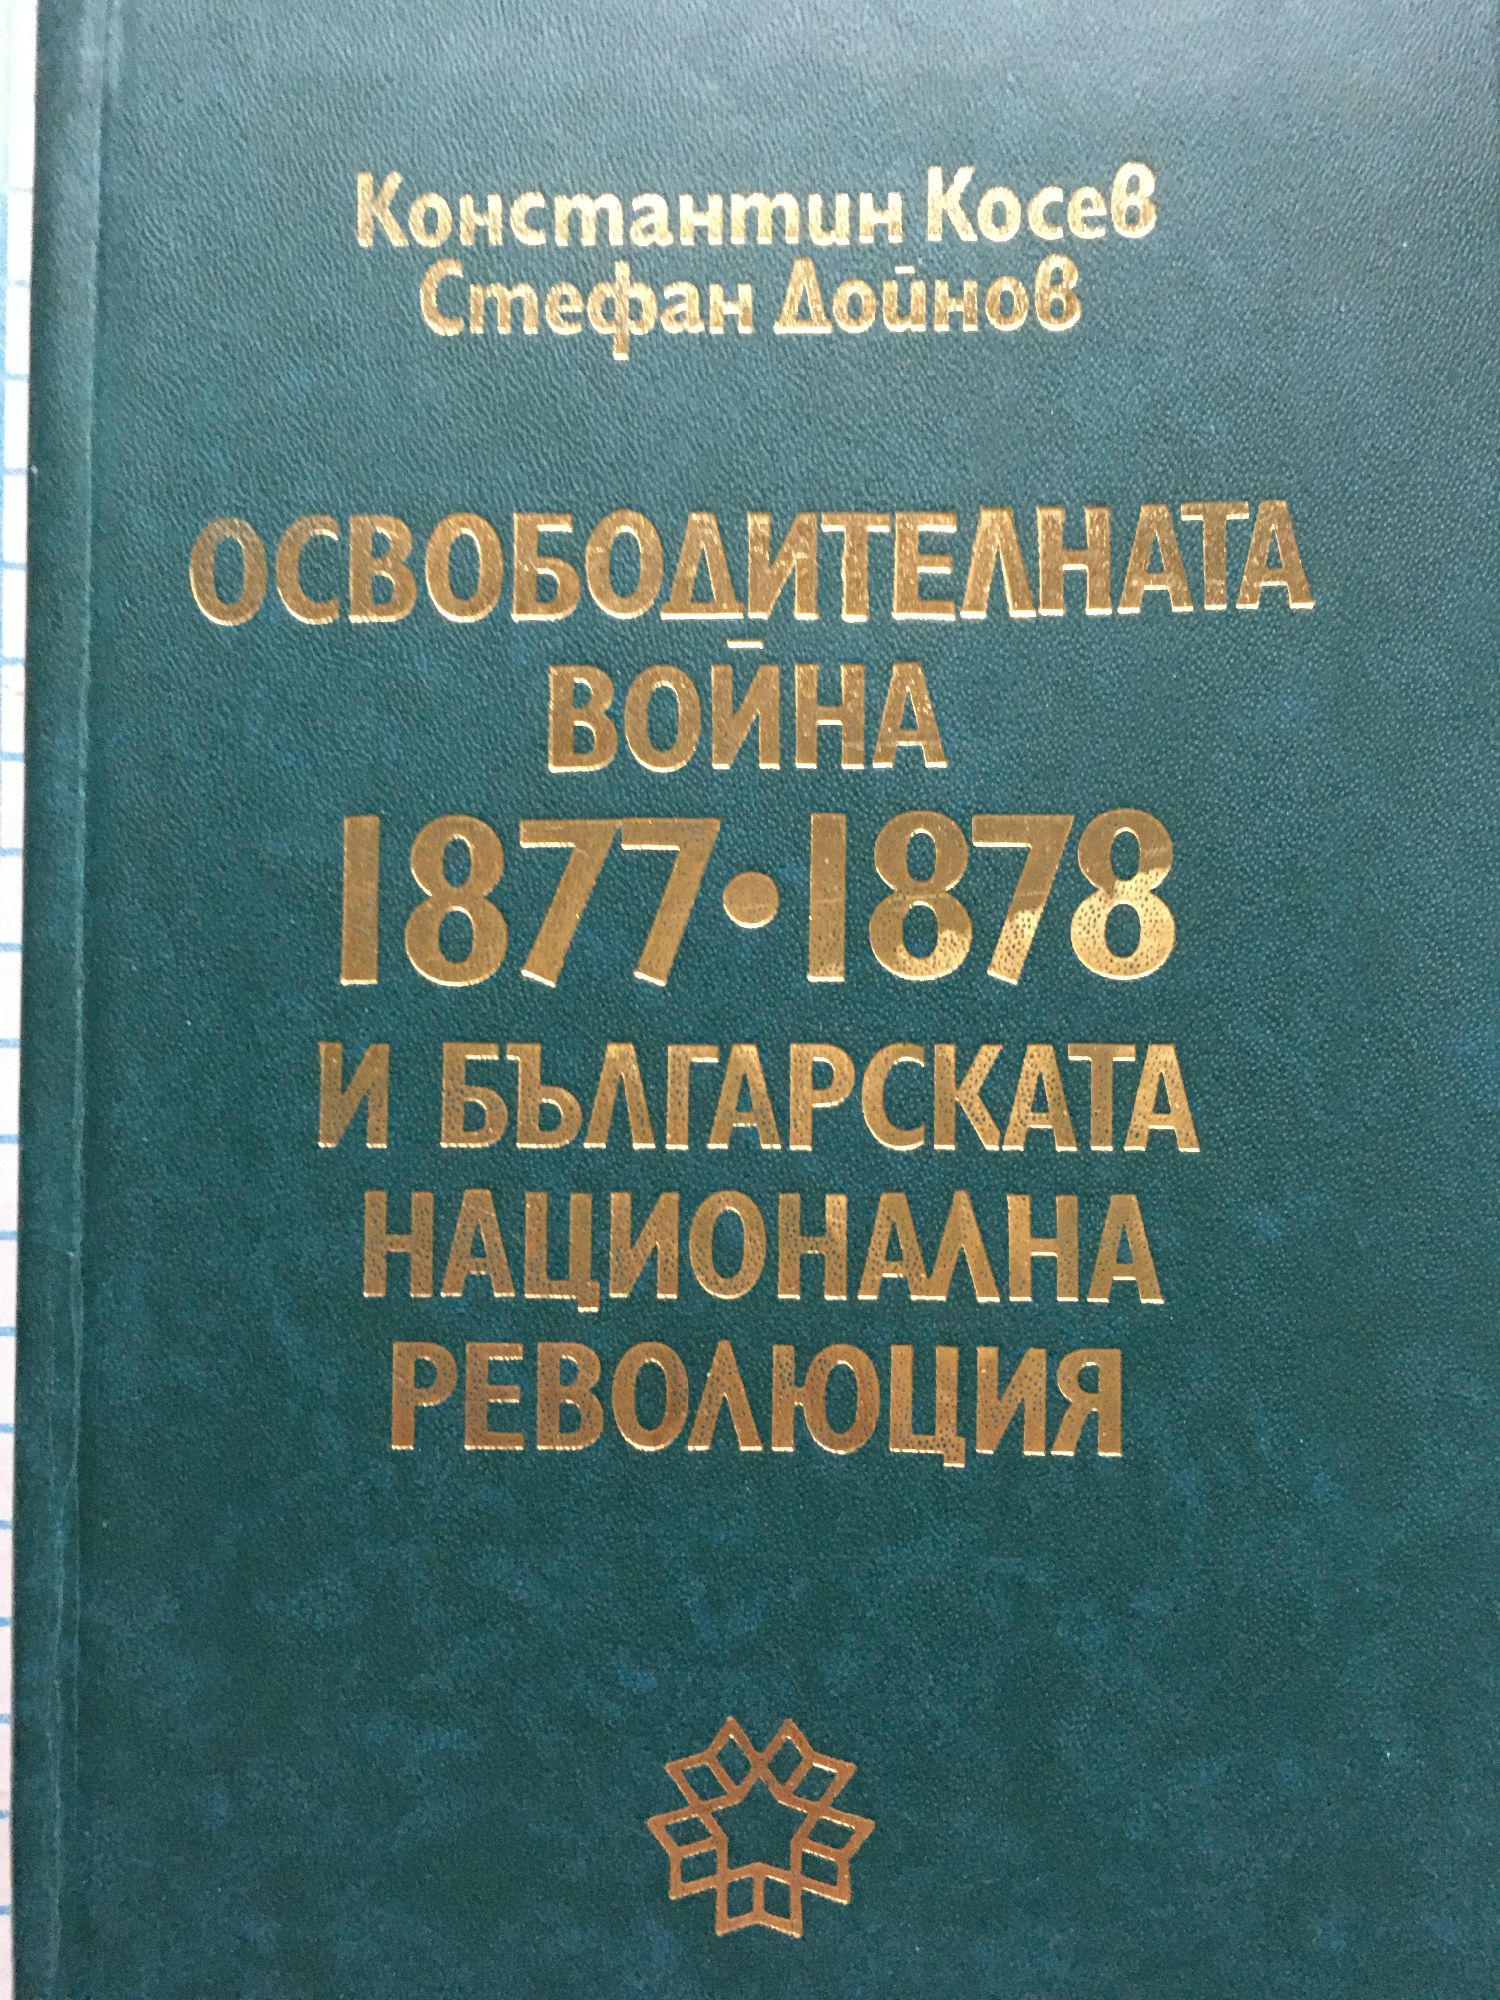 Константин Косев
Стефан Дойнов
ОСВОБОДИТЕЛНАТА
ВОЙНА
1877•1878
И БЪЛГАРСКАТА
НАЦИОНАЛНА
РЕВОЛЮЦИЯ